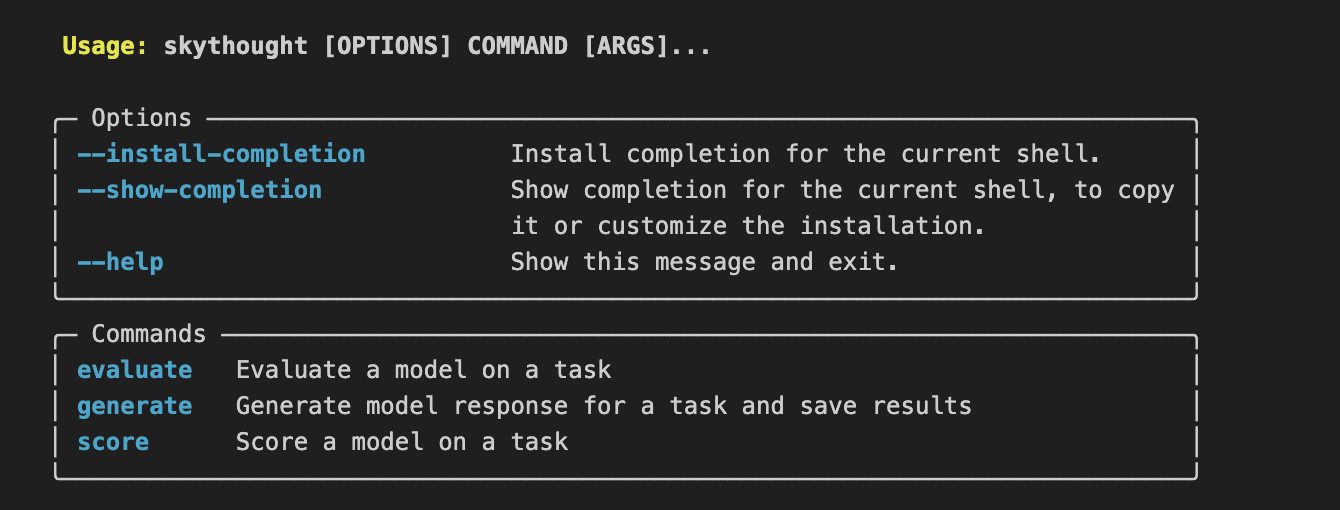 Usage: skythought [OPTIONS] COMMAND [ARGS]...
Options
--install-completion Install completion for the current shell.
--show-completion Show completion for the current shell, to copy
it or customize the installation.
--help Show this message and exit.
Commands
evaluate Evaluate a model on a task
generate Generate model response for a task and save results
score Score a model on a task